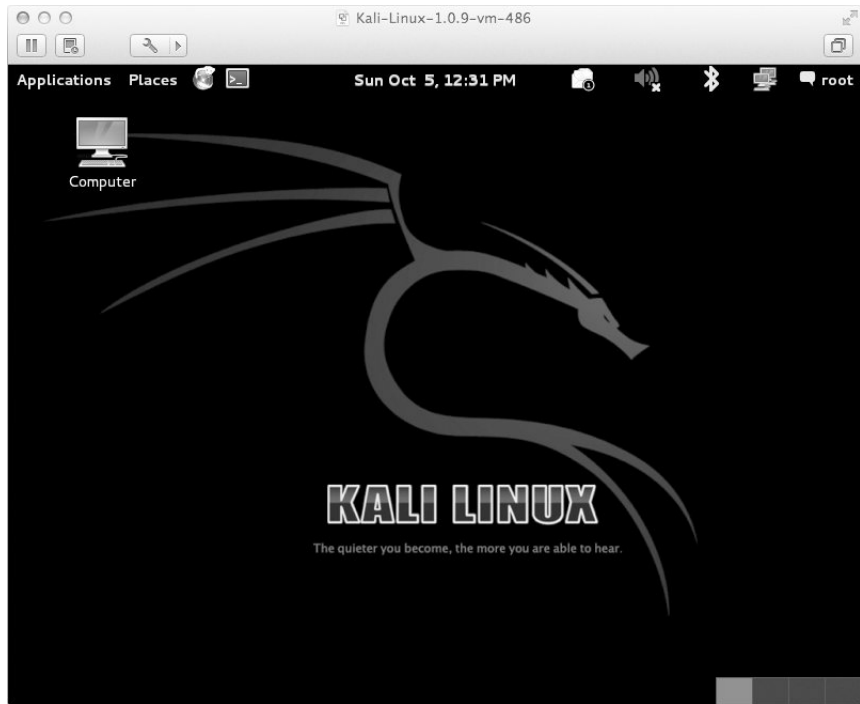 Kali-Linux-1.0.9-vm-486
Applications Places Sun Oct 5, 12:31 PM root
Computer
KALI LINUX
The quieter you become, the more you are able to hear.